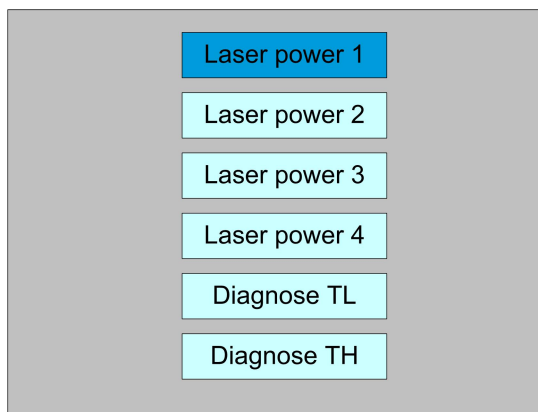 Laser power 1
Laser power 2
Laser power 3
Laser power 4
Diagnose TL
Diagnose TH